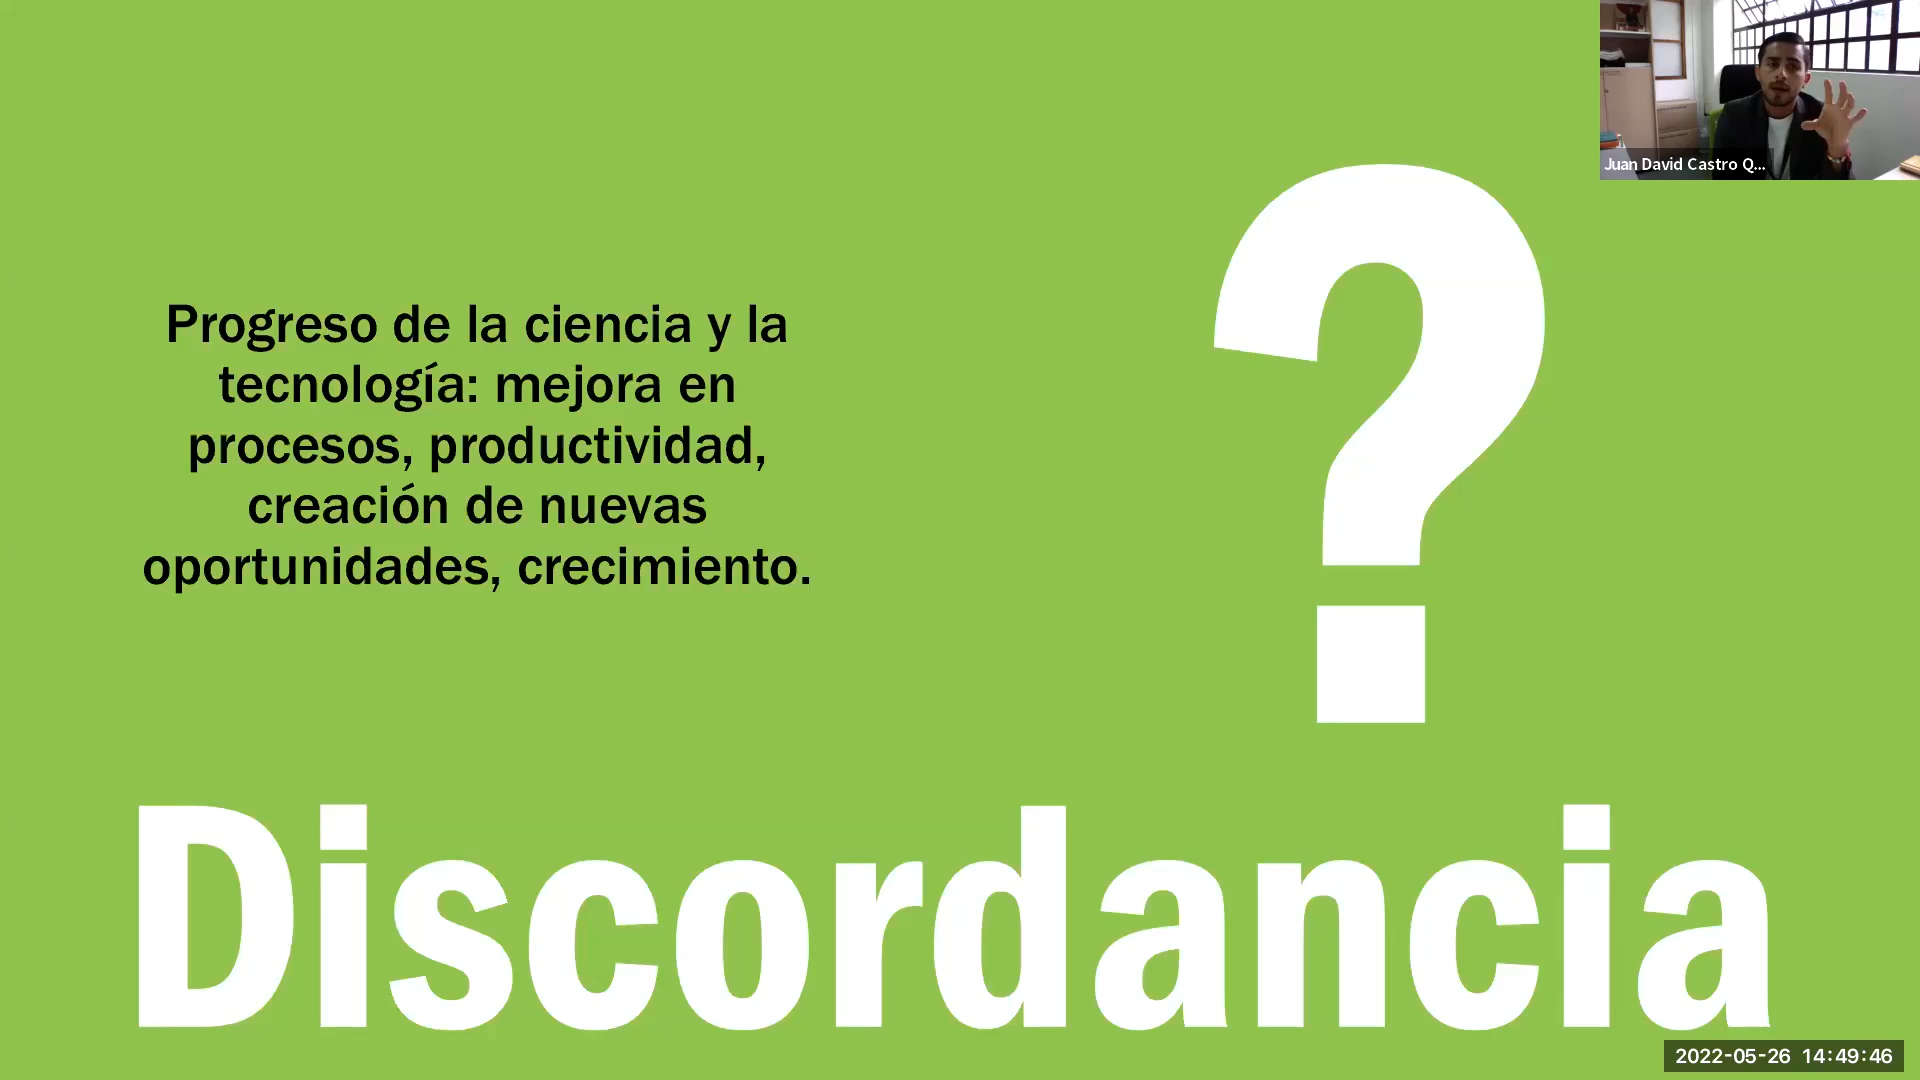 Juan David Castro Q...
?
Progreso de la ciencia y la
tecnología: mejora en
procesos, productividad,
creación de nuevas
oportunidades, crecimiento.
Discordancia
2022-05-26 14:49:46